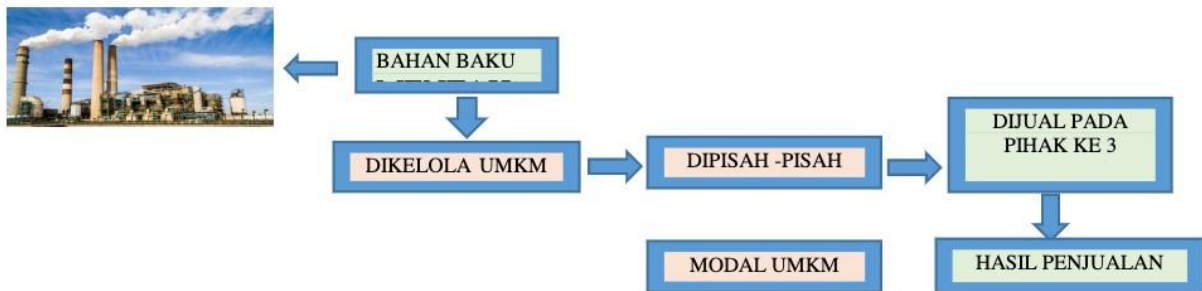 BAHAN BAKU
DIKELOLA UMKM
DIPISAH -PISAH
DIJUAL PADA
PIHAK KE 3
MODAL UMKM
HASIL PENJUALAN